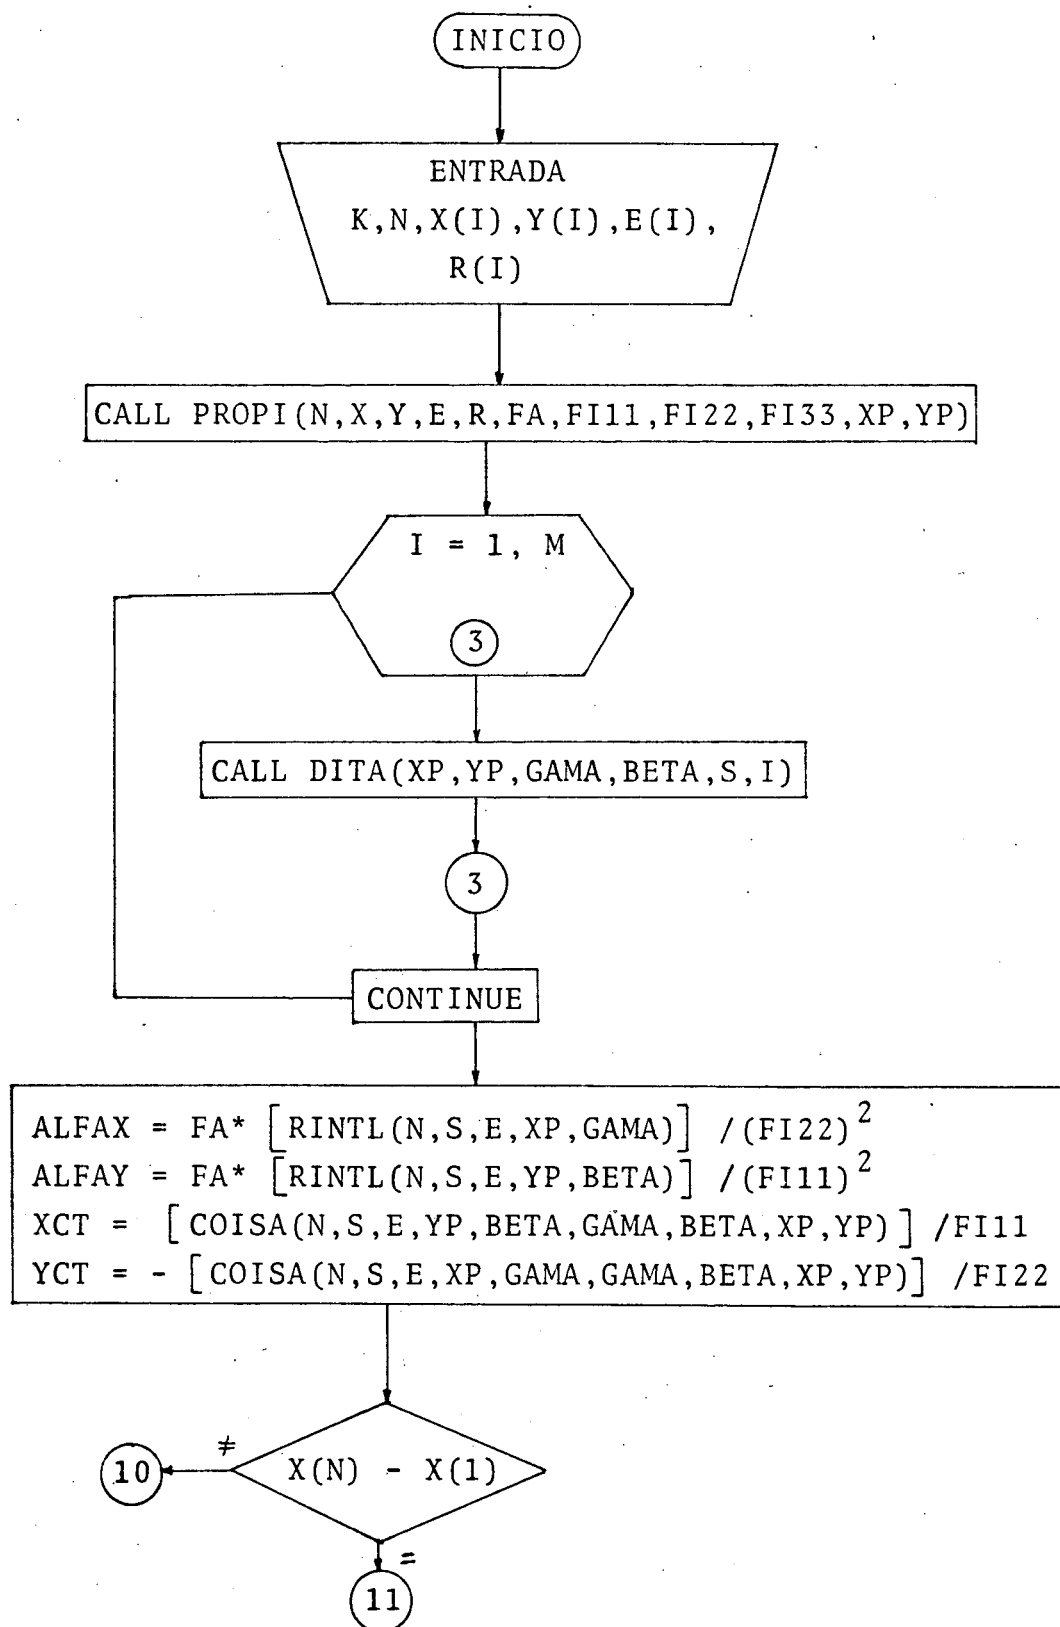 INICIO
ENTRADA
K,N,X(I),Y(I),E(I),
R(I)
CALL PROPI(N,X,Y,E,R,FA,FI11,FI22,FI33,XP,YP)
I = 1, M
3
CALL DITA(XP,YP,GAMA,BETA,S,I)
3
CONTINUE
ALFAX = FA* [RINTL(N,S,E,XP,GAMA)] /(FI22)²
ALFAY = FA* [RINTL(N,S,E,YP,BETA)] /(FI11)²
XCT = [COISA(N,S,E,YP,BETA,GAMA,BETA,XP,YP)] /FI11
YCT = - [COISA(N,S,E,XP,GAMA,GAMA,BETA,XP,YP)] /FI22
≠
10
X(N) - X(1)
=
11